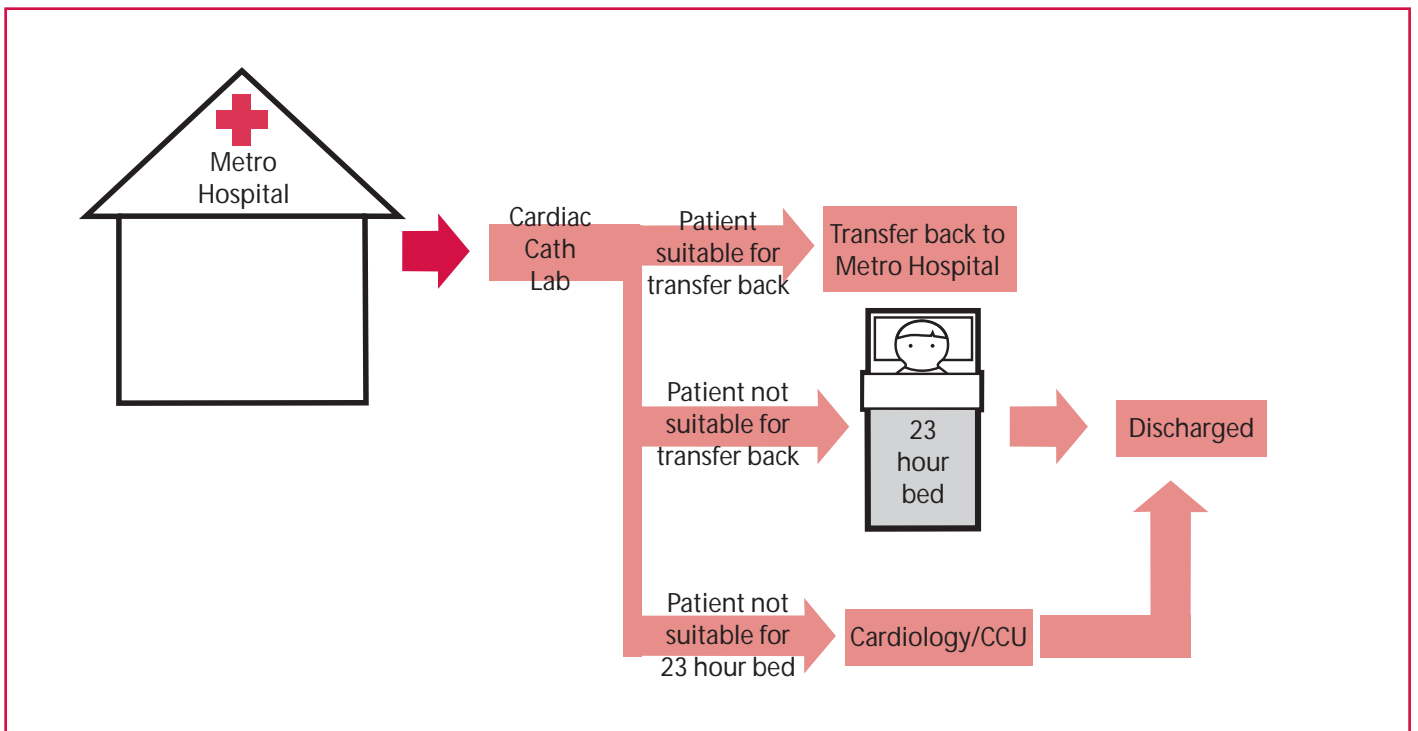 Metro
Hospital
Cardiac
Cath
Lab
Patient
suitable for
transfer back
Transfer back to
Metro Hospital
Patient not
suitable for
transfer back
23
hour
bed
Discharged
Patient not
suitable for
23 hour bed
Cardiology/CCU